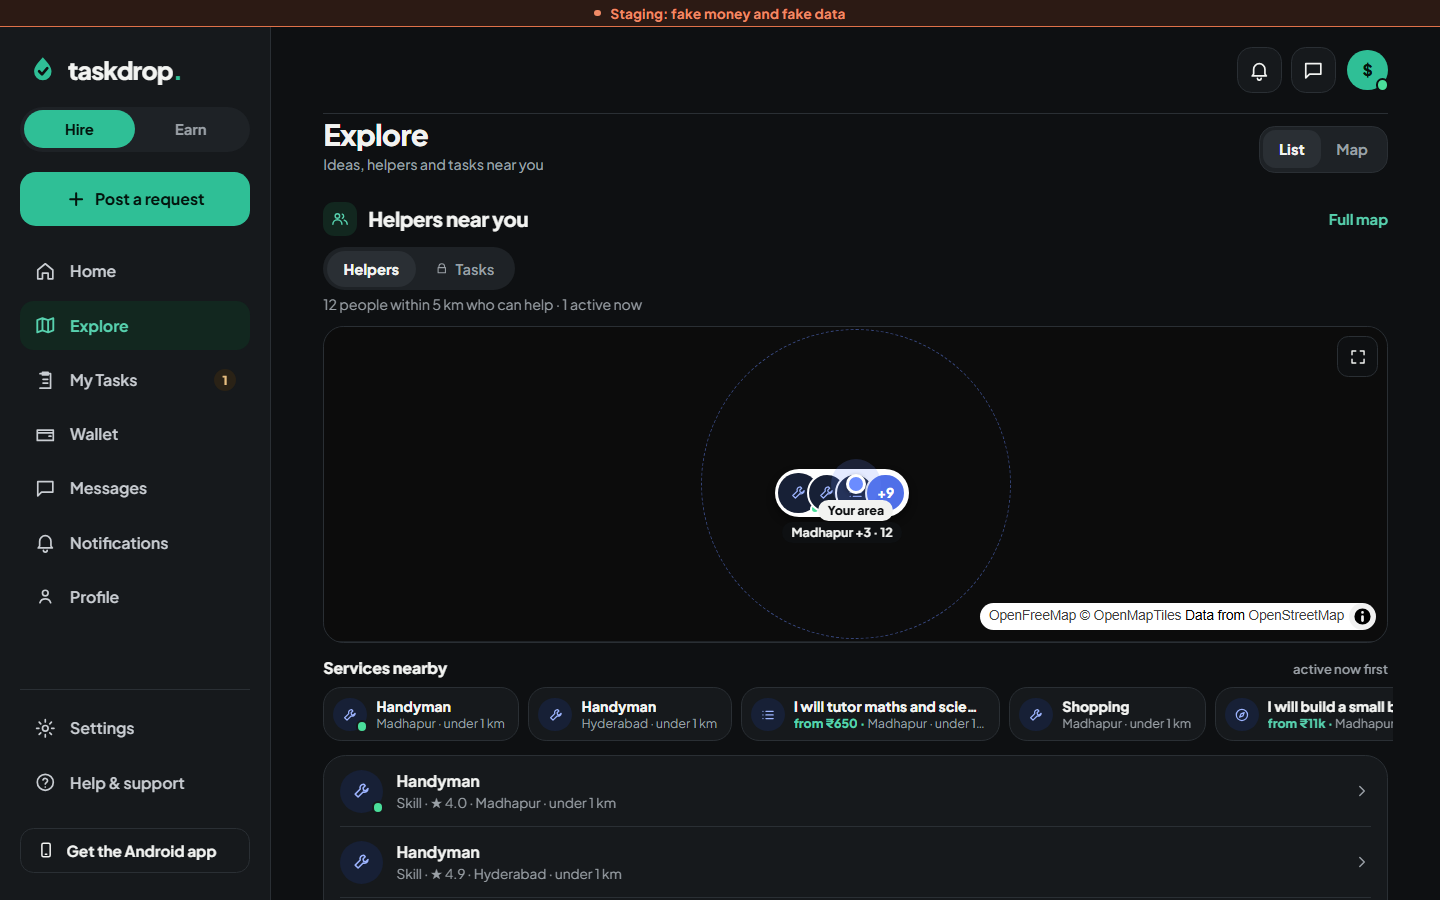 Staging: fake money and fake data
taskdrop.
Hire
Earn
Post a request
Home
Explore
My Tasks
1
Wallet
Messages
Notifications
Profile
Settings
Help & support
Get the Android app
$
Explore
Ideas, helpers and tasks near you
List
Map
Helpers near you
Full map
Helpers
Tasks
12 people within 5 km who can help · 1 active now
+9
Your area
Madhapur +3 · 12
OpenFreeMap © OpenMapTiles Data from OpenStreetMap
Services nearby
active now first
Handyman
Madhapur · under 1 km
Handyman
Hyderabad · under 1 km
I will tutor maths and scie...
from ₹650 · Madhapur · under 1...
Shopping
Madhapur · under 1 km
I will build a small b
from ₹11k · Madhapur
Handyman
Skill · ★ 4.0 · Madhapur · under 1 km
Handyman
Skill · ★ 4.9 · Hyderabad · under 1 km